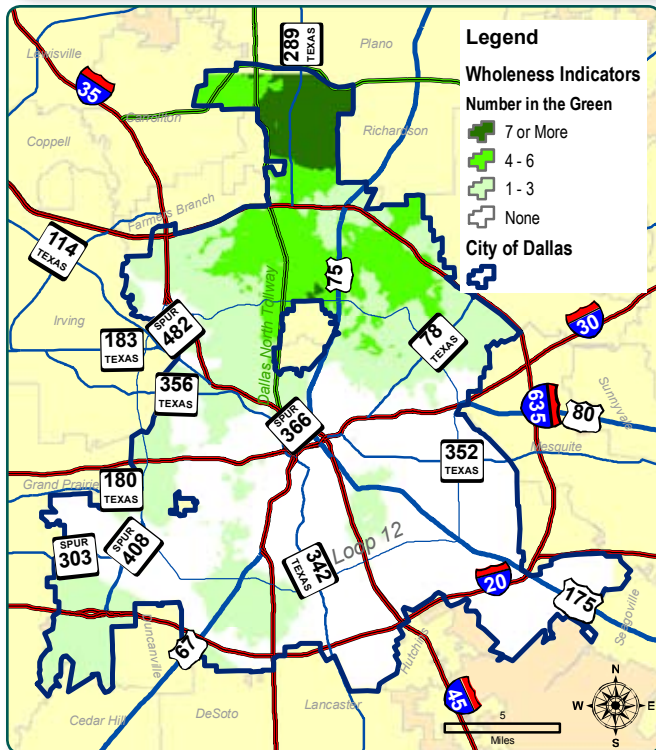 Legend
Wholeness Indicators
Number in the Green
7 or More
4 - 6
1 - 3
None
City of Dallas
289
TEXAS
Plano
Lewisville
35
Carrollton
Richardson
Coppell
Farmers Branch
114
TEXAS
75
Dallas North Tollway
Irving
SPUR
482
183
TEXAS
78
TEXAS
30
356
TEXAS
635
Sunnyvale
80
SPUR
366
352
TEXAS
Mesquite
Grand Prairie
180
TEXAS
SPUR
408
SPUR
303
Loop 12
342
TEXAS
20
175
Seagoville
Duncanville
67
Hutchins
Lancaster
45
DeSoto
Cedar Hill
5
Miles
N
W
E
S